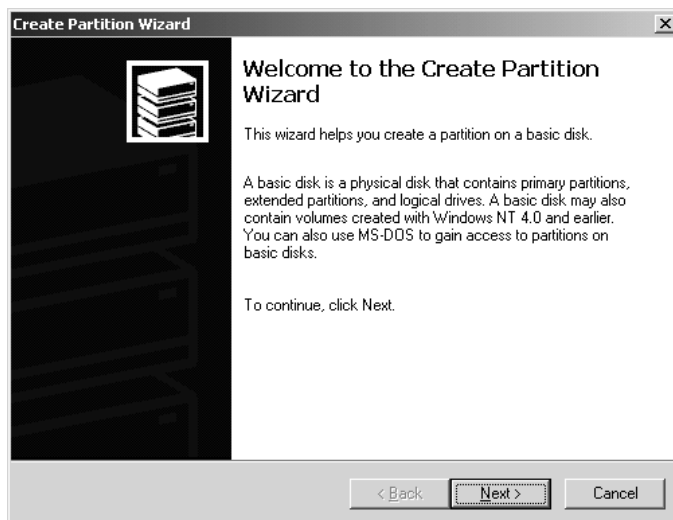 Create Partition Wizard
Welcome to the Create Partition
Wizard
This wizard helps you create a partition on a basic disk.
A basic disk is a physical disk that contains primary partitions,
extended partitions, and logical drives. A basic disk may also
contain volumes created with Windows NT 4.0 and earlier.
You can also use MS-DOS to gain access to partitions on
basic disks.
To continue, click Next.
< Back
Next >
Cancel